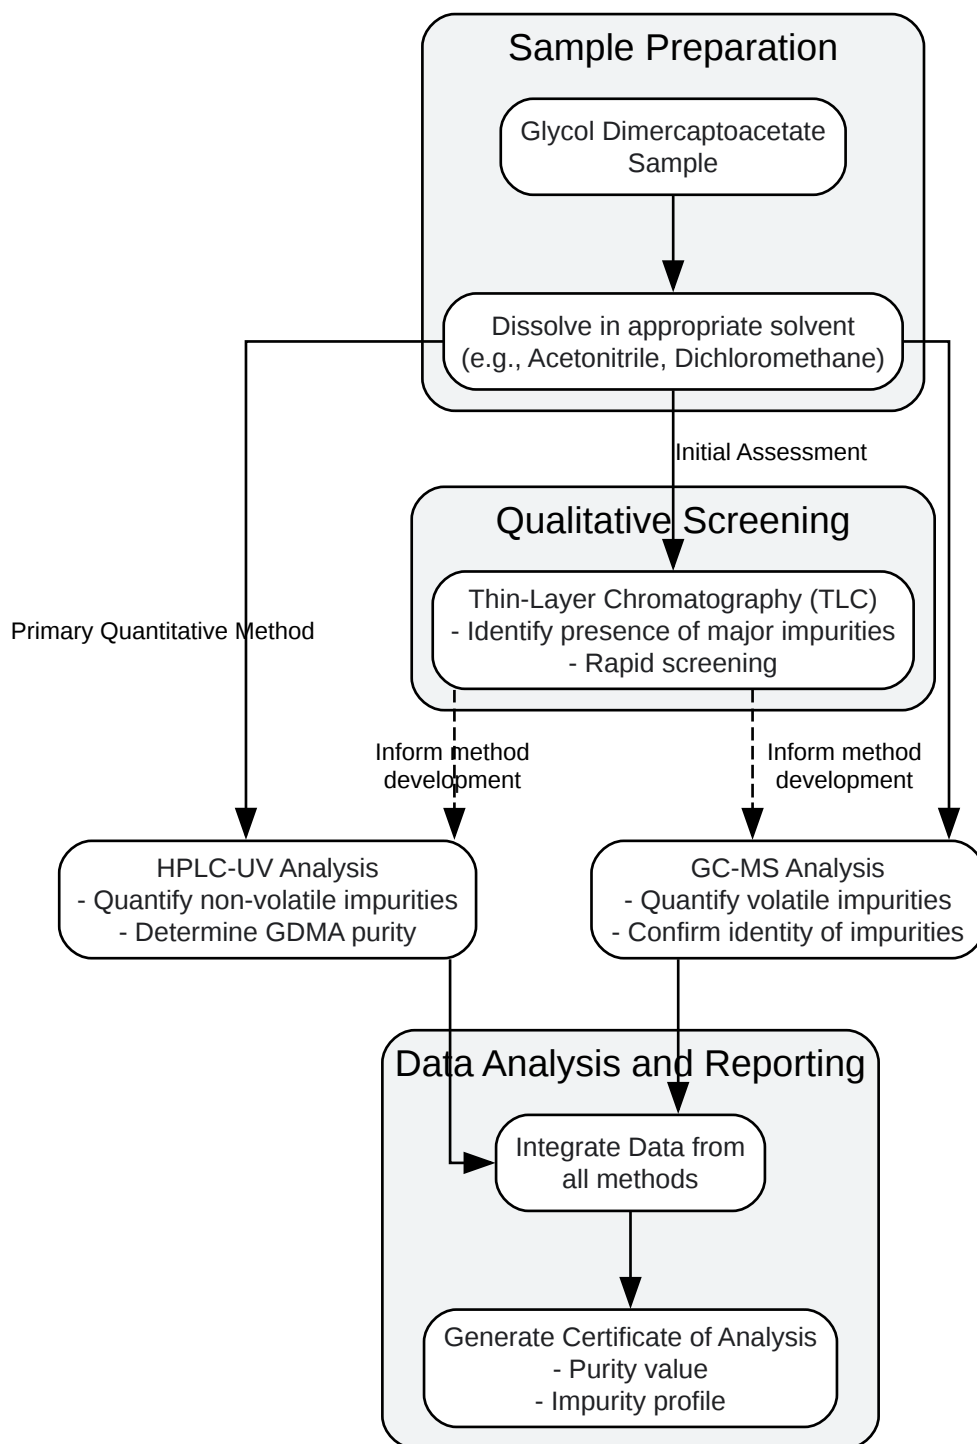 Sample Preparation
Glycol Dimercaptoacetate
Sample
Dissolve in appropriate solvent
(e.g., Acetonitrile, Dichloromethane)
Initial Assessment
Qualitative Screening
Thin-Layer Chromatography (TLC)
- Identify presence of major impurities
- Rapid screening
Primary Quantitative Method
Inform method
development
Inform method
development
HPLC-UV Analysis
- Quantify non-volatile impurities
- Determine GDMA purity
GC-MS Analysis
- Quantify volatile impurities
- Confirm identity of impurities
Data Analysis and Reporting
Integrate Data from
all methods
Generate Certificate of Analysis
- Purity value
- Impurity profile